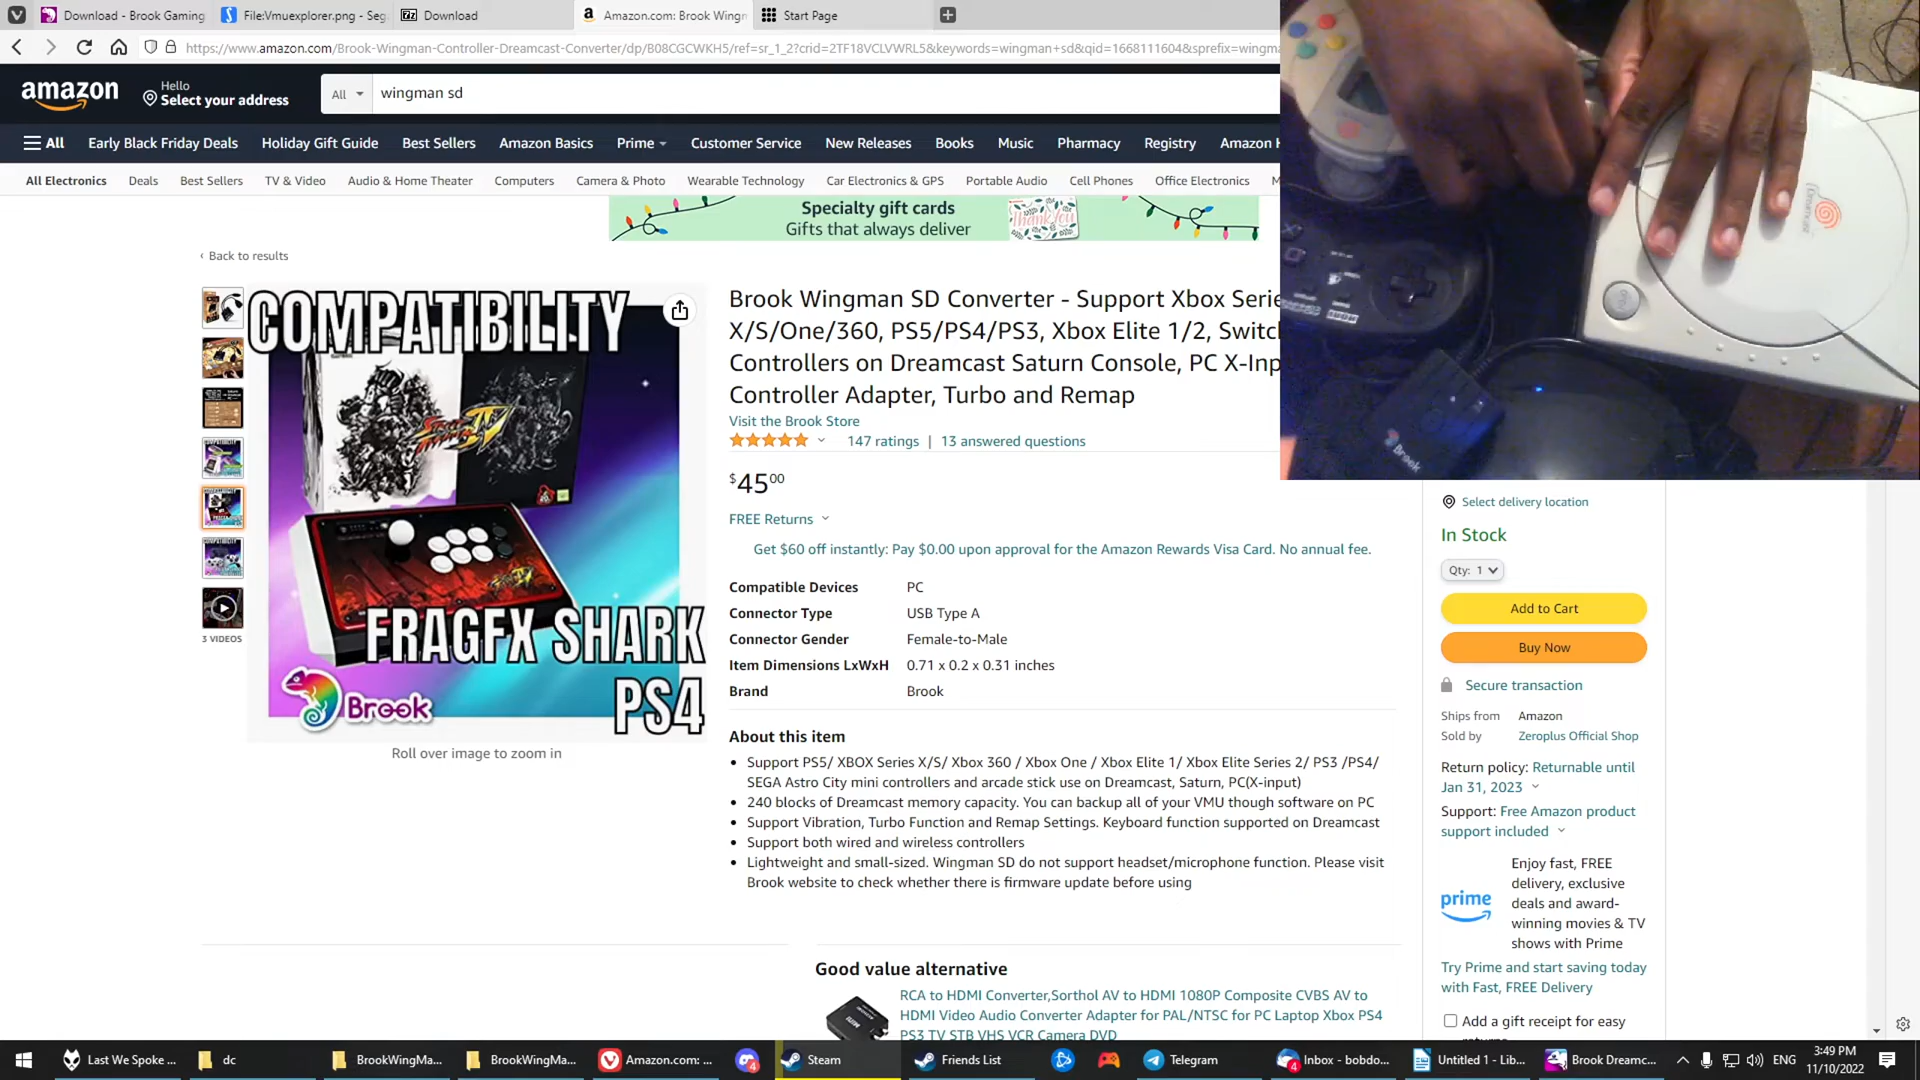 Download - Brook Gaming
File:Vmuexplorer.png - Seg
Download
Amazon.com: Brook Wingm
Start Page
https://www.amazon.com/Brook-Wingman-Controller-Dreamcast-Converter/dp/B08CGCWKH5/ref=sr_1_2?crid=2TF18VCLVWRL5&keywords=wingman+sd&qid=1668111604&sprefix=wingma
amazon
Hello
Select your address
All
wingman sd
All
Early Black Friday Deals
Holiday Gift Guide
Best Sellers
Amazon Basics
Prime
Customer Service
New Releases
Books
Music
Pharmacy
Registry
Amazon H
All Electronics
Deals
Best Sellers
TV & Video
Audio & Home Theater
Computers
Camera & Photo
Wearable Technology
Car Electronics & GPS
Portable Audio
Cell Phones
Office Electronics
Specialty gift cards
Gifts that always deliver
THANK YOU
‹ Back to results
COMPATIBILITY
STREET FIGHTER IV
FRAGFX SHARK
PS4
Brook
3 VIDEOS
Roll over image to zoom in
Brook Wingman SD Converter - Support Xbox Serie
X/S/One/360, PS5/PS4/PS3, Xbox Elite 1/2, Switch
Controllers on Dreamcast Saturn Console, PC X-Inp
Controller Adapter, Turbo and Remap
Visit the Brook Store
147 ratings | 13 answered questions
$45 00
FREE Returns
Get $60 off instantly: Pay $0.00 upon approval for the Amazon Rewards Visa Card. No annual fee.
Compatible Devices PC
Connector Type USB Type A
Connector Gender Female-to-Male
Item Dimensions LxWxH 0.71 x 0.2 x 0.31 inches
Brand Brook
About this item
• Support PS5/ XBOX Series X/S/ Xbox 360 / Xbox One / Xbox Elite 1/ Xbox Elite Series 2/ PS3 /PS4/
SEGA Astro City mini controllers and arcade stick use on Dreamcast, Saturn, PC(X-input)
• 240 blocks of Dreamcast memory capacity. You can backup all of your VMU though software on PC
• Support Vibration, Turbo Function and Remap Settings. Keyboard function supported on Dreamcast
• Support both wired and wireless controllers
• Lightweight and small-sized. Wingman SD do not support headset/microphone function. Please visit
Brook website to check whether there is firmware update before using
Good value alternative
RCA to HDMI Converter,Sorthol AV to HDMI 1080P Composite CVBS AV to
HDMI Video Audio Converter Adapter for PAL/NTSC for PC Laptop Xbox PS4
PS3 TV STB VHS VCR Camera DVD
Dreamcast
Brook
Select delivery location
In Stock
Qty: 1
Add to Cart
Buy Now
Secure transaction
Ships from Amazon
Sold by Zeroplus Official Shop
Return policy: Returnable until
Jan 31, 2023
Support: Free Amazon product
support included
prime
Enjoy fast, FREE
delivery, exclusive
deals and award-
winning movies & TV
shows with Prime
Try Prime and start saving today
with Fast, FREE Delivery
Add a gift receipt for easy
returns
Last We Spoke ...
dc
BrookWingMa...
BrookWingMa...
Amazon.com: ...
4
Steam
Friends List
Telegram
4
Inbox - bobdo...
Untitled 1 - Lib...
Brook Dreamc...
ENG
3:49 PM
11/10/2022